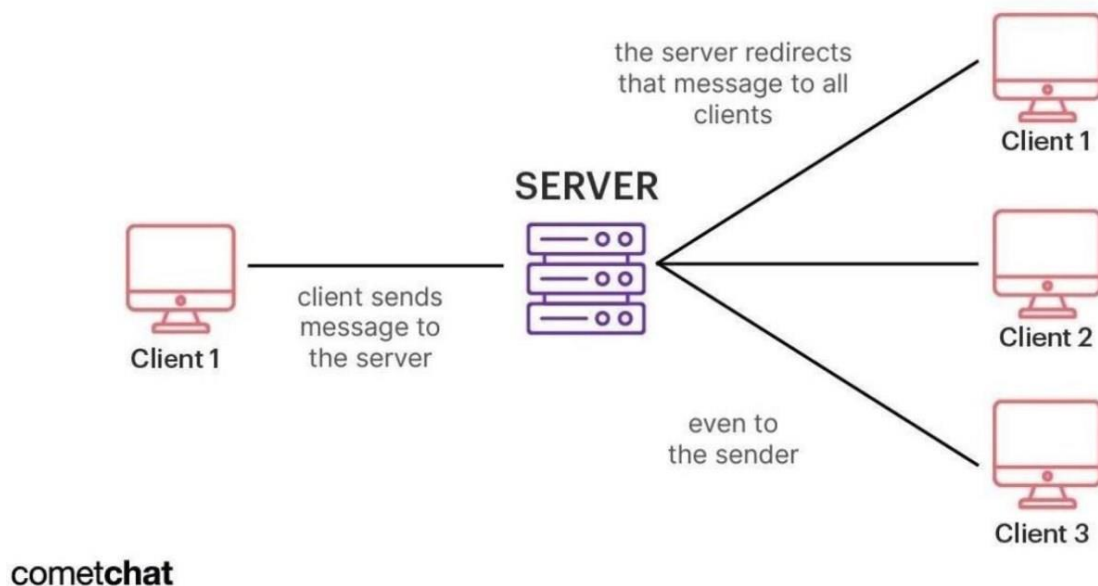 the server redirects
that message to all
clients
Client 1
SERVER
client sends
message to
the server
Client 1
Client 2
even to
the sender
Client 3
cometchat